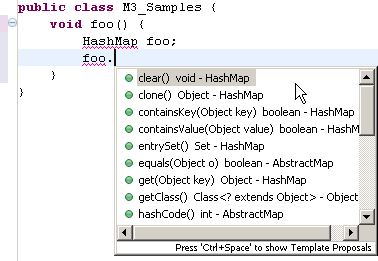 public class M3_Samples {
void foo() {
HashMap foo;
foo.
}
}
clear()  void - HashMap
clone()  Object - HashMap
containsKey(Object key)  boolean - HashMap
containsValue(Object value)  boolean - HashM
entrySet()  Set - HashMap
equals(Object o)  boolean - AbstractMap
get(Object key)  Object - HashMap
getClass()  Class<? extends Object> - Object
hashCode()  int - AbstractMap
Press 'Ctrl+Space' to show Template Proposals